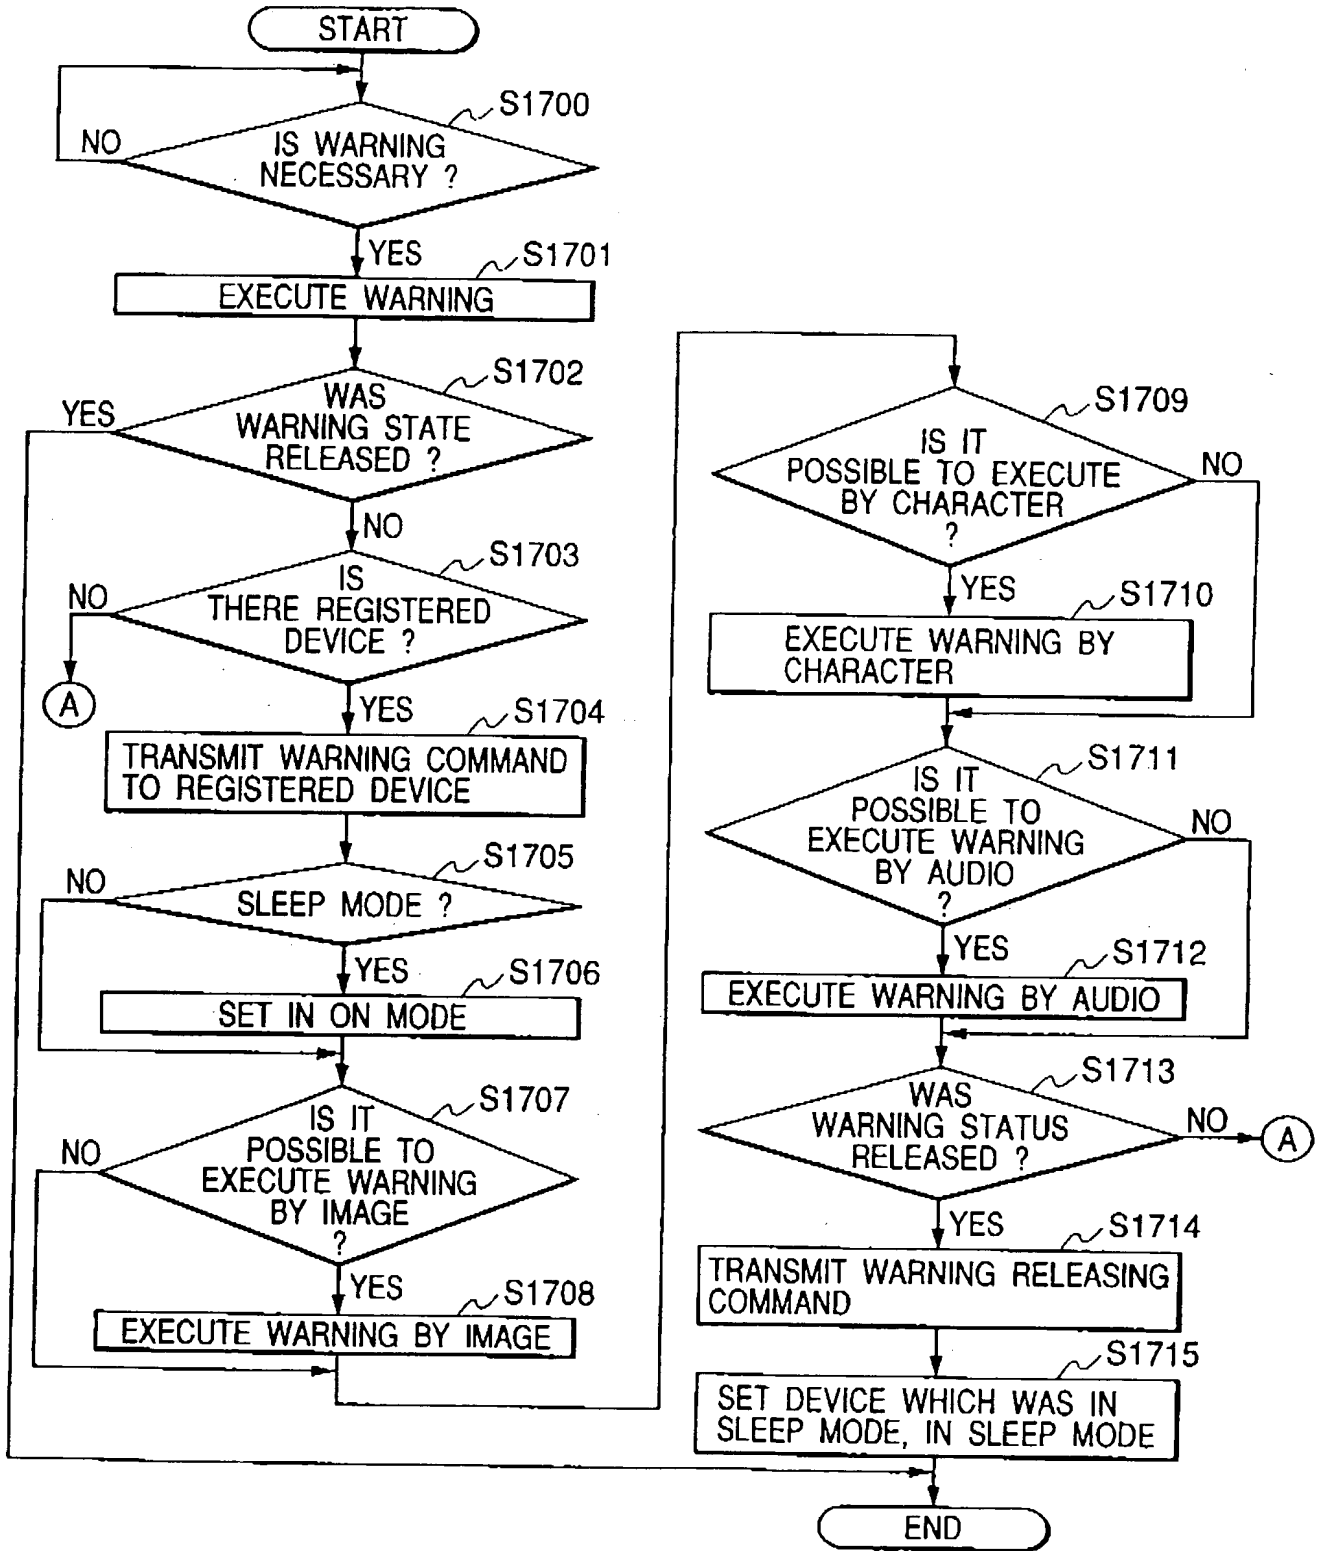 START
S1700
NO
IS WARNING
NECESSARY ?
YES
S1701
EXECUTE WARNING
S1702
YES
WAS
WARNING STATE
RELEASED ?
NO
S1703
NO
IS
THERE REGISTERED
DEVICE ?
A
YES
S1704
TRANSMIT WARNING COMMAND
TO REGISTERED DEVICE
S1705
NO
SLEEP MODE ?
YES
S1706
SET IN ON MODE
S1707
NO
IS IT
POSSIBLE TO
EXECUTE WARNING
BY IMAGE
?
YES
S1708
EXECUTE WARNING BY IMAGE
S1709
IS IT
POSSIBLE TO EXECUTE
BY CHARACTER
?
NO
YES
S1710
EXECUTE WARNING BY
CHARACTER
S1711
IS IT
POSSIBLE TO
EXECUTE WARNING
BY AUDIO
?
NO
YES
S1712
EXECUTE WARNING BY AUDIO
S1713
WAS
WARNING STATUS
RELEASED ?
NO
A
YES
S1714
TRANSMIT WARNING RELEASING
COMMAND
S1715
SET DEVICE WHICH WAS IN
SLEEP MODE, IN SLEEP MODE
END